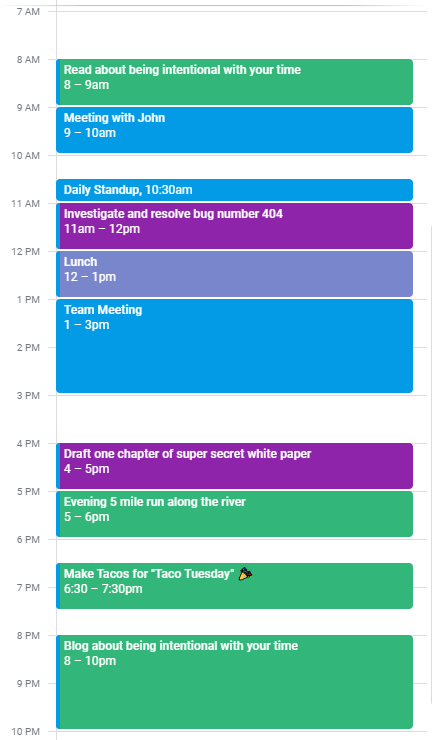 7 AM
8 AM
Read about being intentional with your time
8 – 9am
9 AM
Meeting with John
9 – 10am
10 AM
Daily Standup, 10:30am
11 AM
Investigate and resolve bug number 404
11am – 12pm
12 PM
Lunch
12 – 1pm
1 PM
Team Meeting
1 – 3pm
2 PM
3 PM
4 PM
Draft one chapter of super secret white paper
4 – 5pm
5 PM
Evening 5 mile run along the river
5 – 6pm
6 PM
Make Tacos for "Taco Tuesday" 🎉
6:30 – 7:30pm
7 PM
8 PM
Blog about being intentional with your time
8 – 10pm
9 PM
10 PM